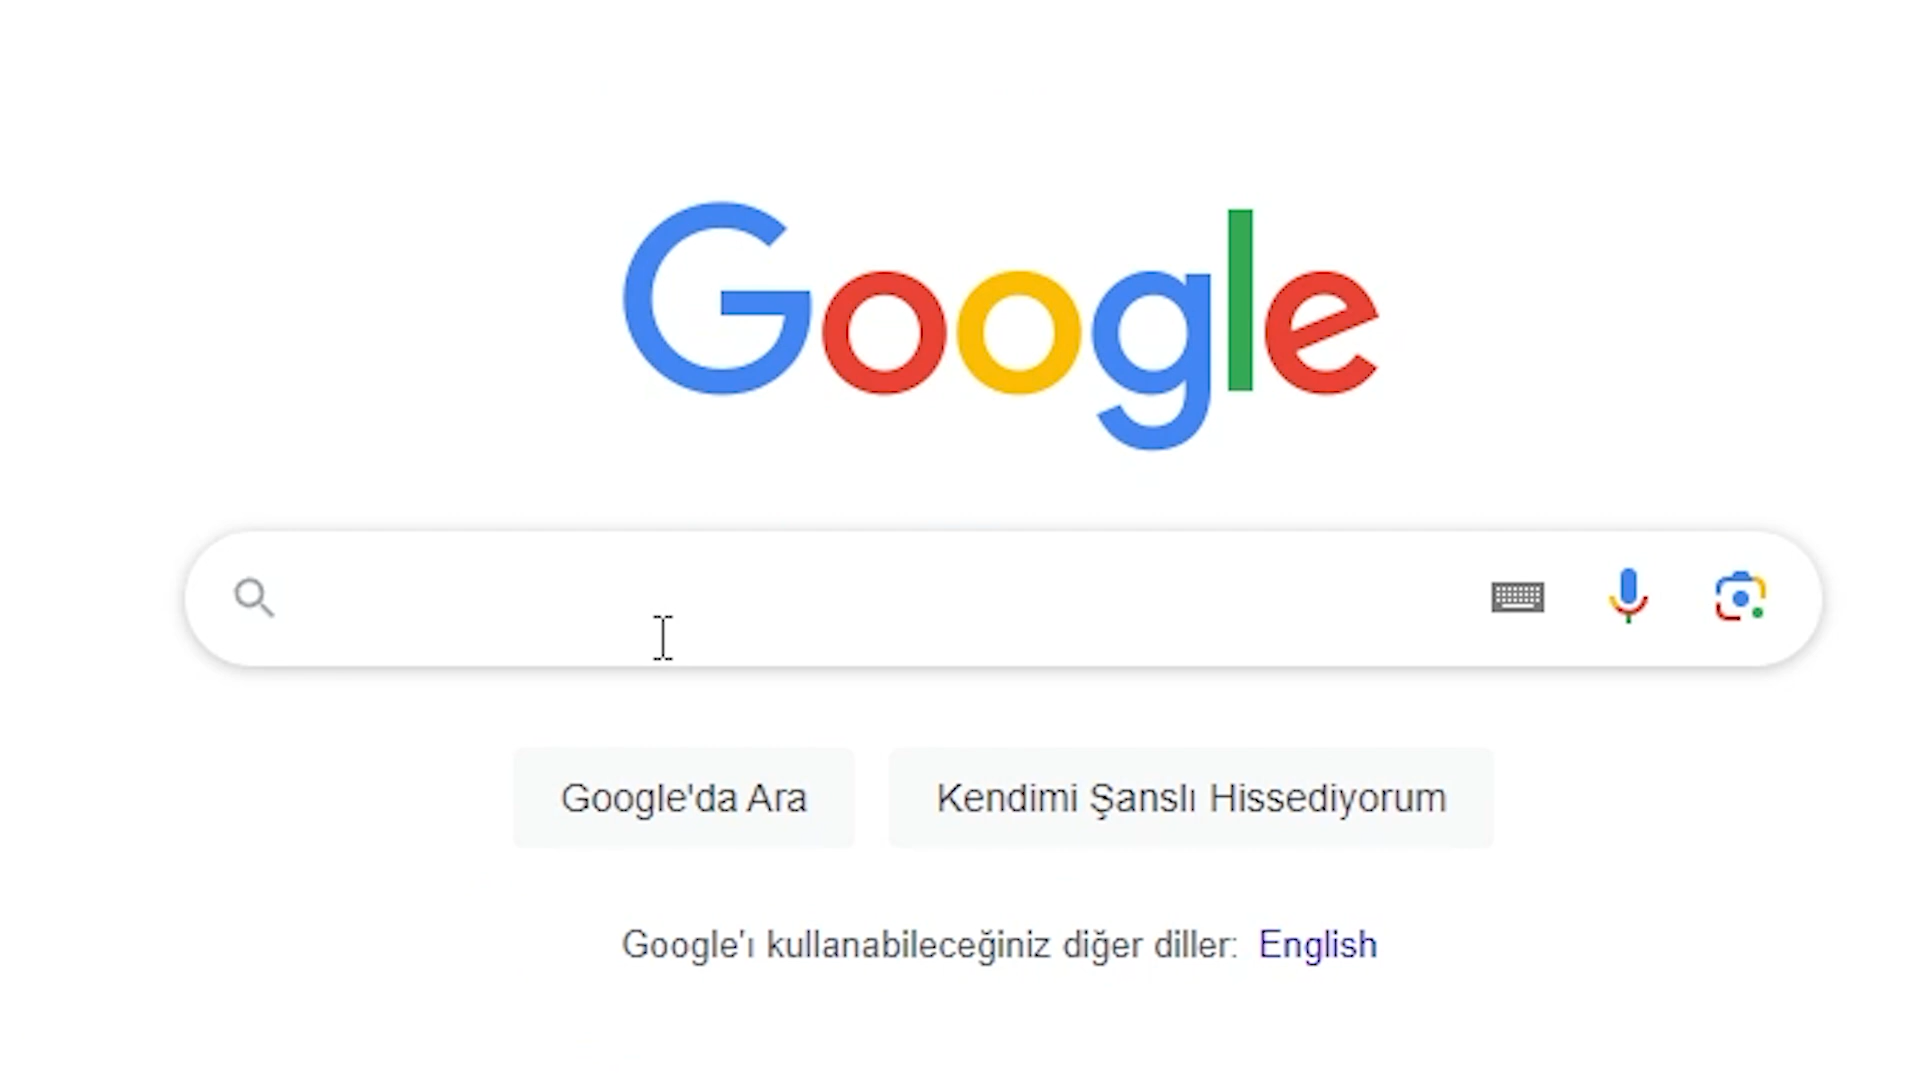 Google
Google'da Ara
Kendimi Şanslı Hissediyorum
Google'ı kullanabileceğiniz diğer diller: English